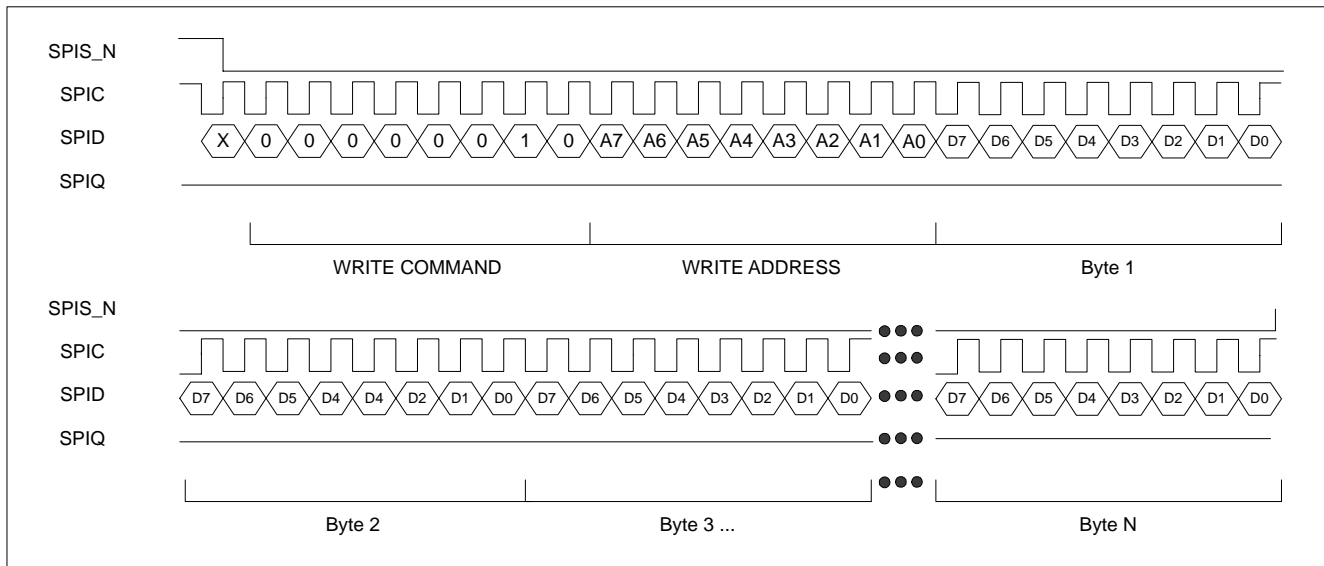 SPIS_N
SPIC
SPID X 0 0 0 0 0 0 1 0 A7 A6 A5 A4 A3 A2 A1 A0 D7 D6 D5 D4 D3 D2 D1 D0
SPIQ
WRITE COMMAND WRITE ADDRESS Byte 1
SPIS_N
SPIC
SPID D7 D6 D5 D4 D4 D2 D1 D0 D7 D6 D5 D4 D3 D2 D1 D0 D7 D6 D5 D4 D3 D2 D1 D0
SPIQ
Byte 2 Byte 3 ... Byte N